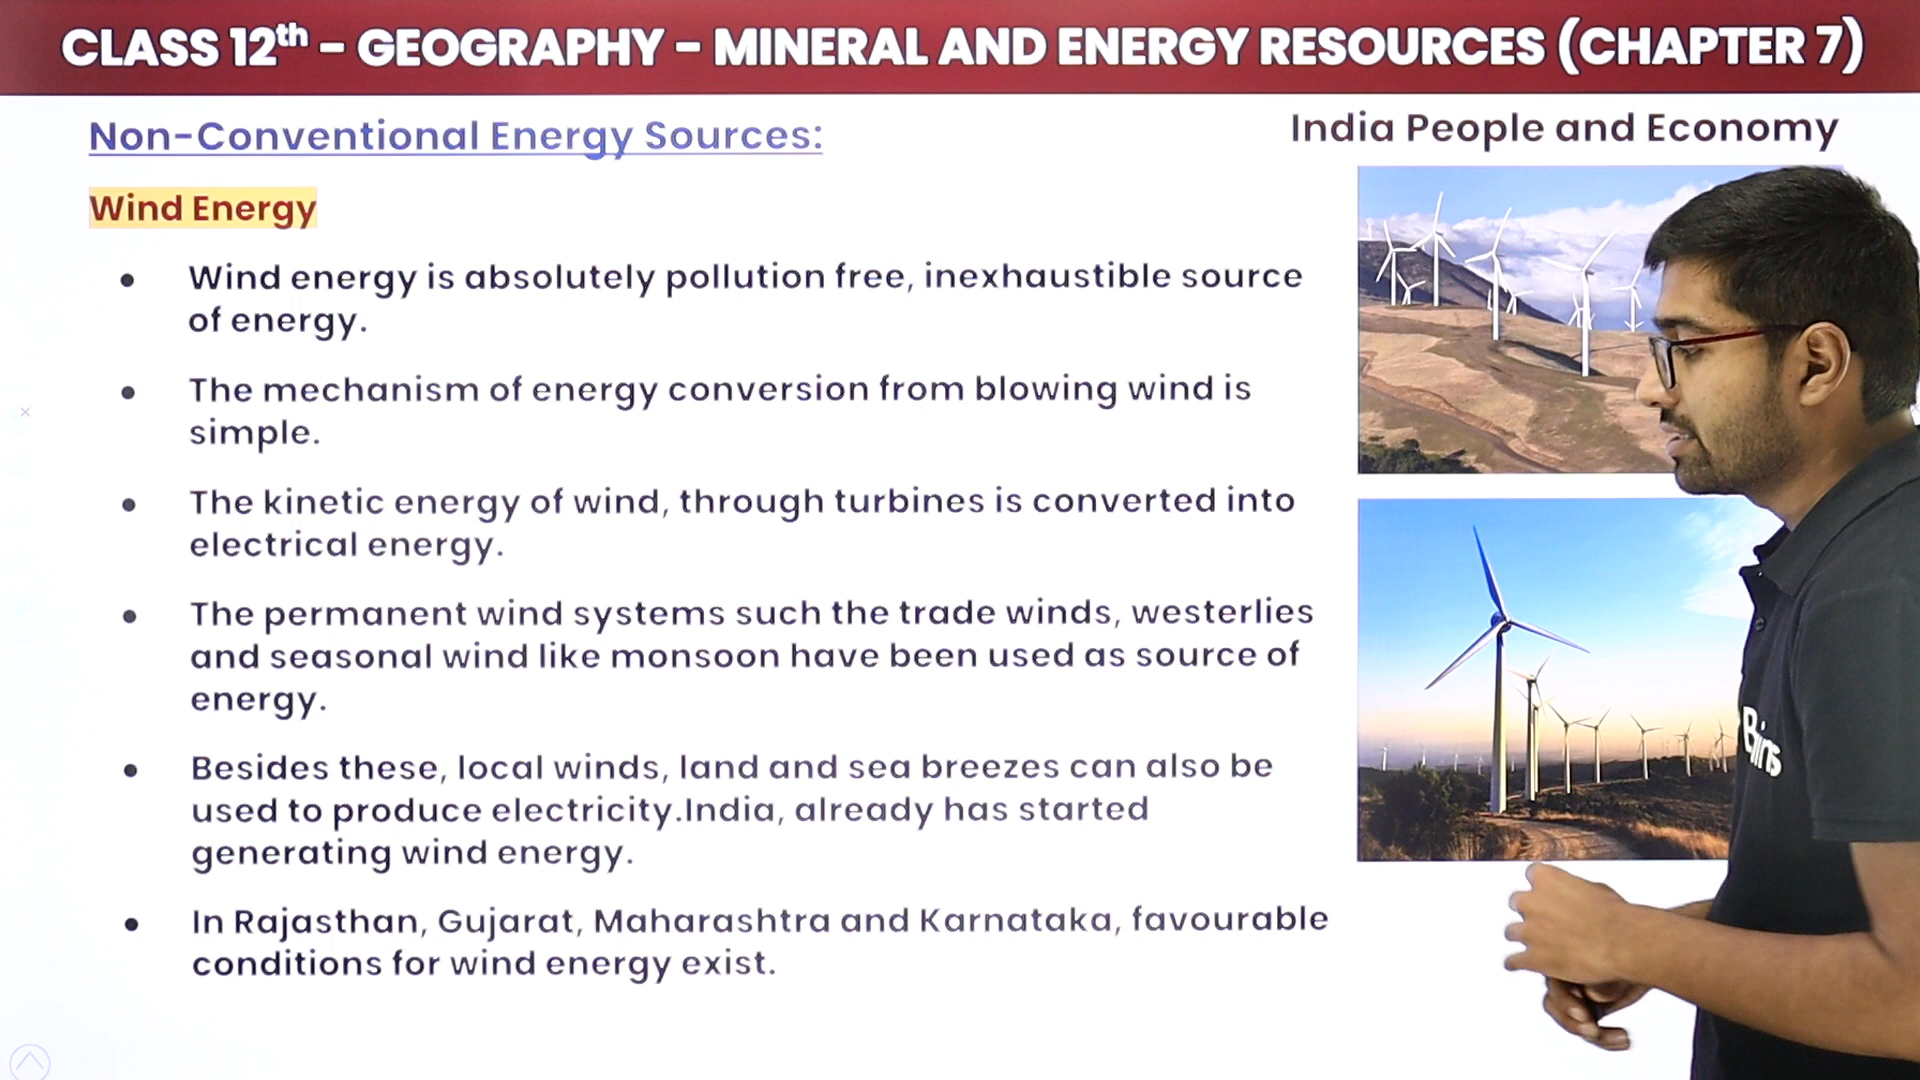 CLASS 12th - GEOGRAPHY - MINERAL AND ENERGY RESOURCES (CHAPTER 7)
Non-Conventional Energy Sources:
India People and Economy
Wind Energy
• Wind energy is absolutely pollution free, inexhaustible source
of energy.
• The mechanism of energy conversion from blowing wind is
simple.
• The kinetic energy of wind, through turbines is converted into
electrical energy.
• The permanent wind systems such the trade winds, westerlies
and seasonal wind like monsoon have been used as source of
energy.
• Besides these, local winds, land and sea breezes can also be
used to produce electricity.India, already has started
generating wind energy.
• In Rajasthan, Gujarat, Maharashtra and Karnataka, favourable
conditions for wind energy exist.